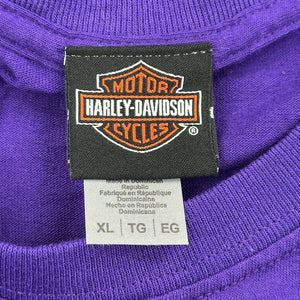 MOTOR
HARLEY-DAVIDSON
CYCLES
®
Made in Dominican
Republic
Fabriqué en République
Dominicaine
Hecho en República
Dominicana
XL | TG | EG